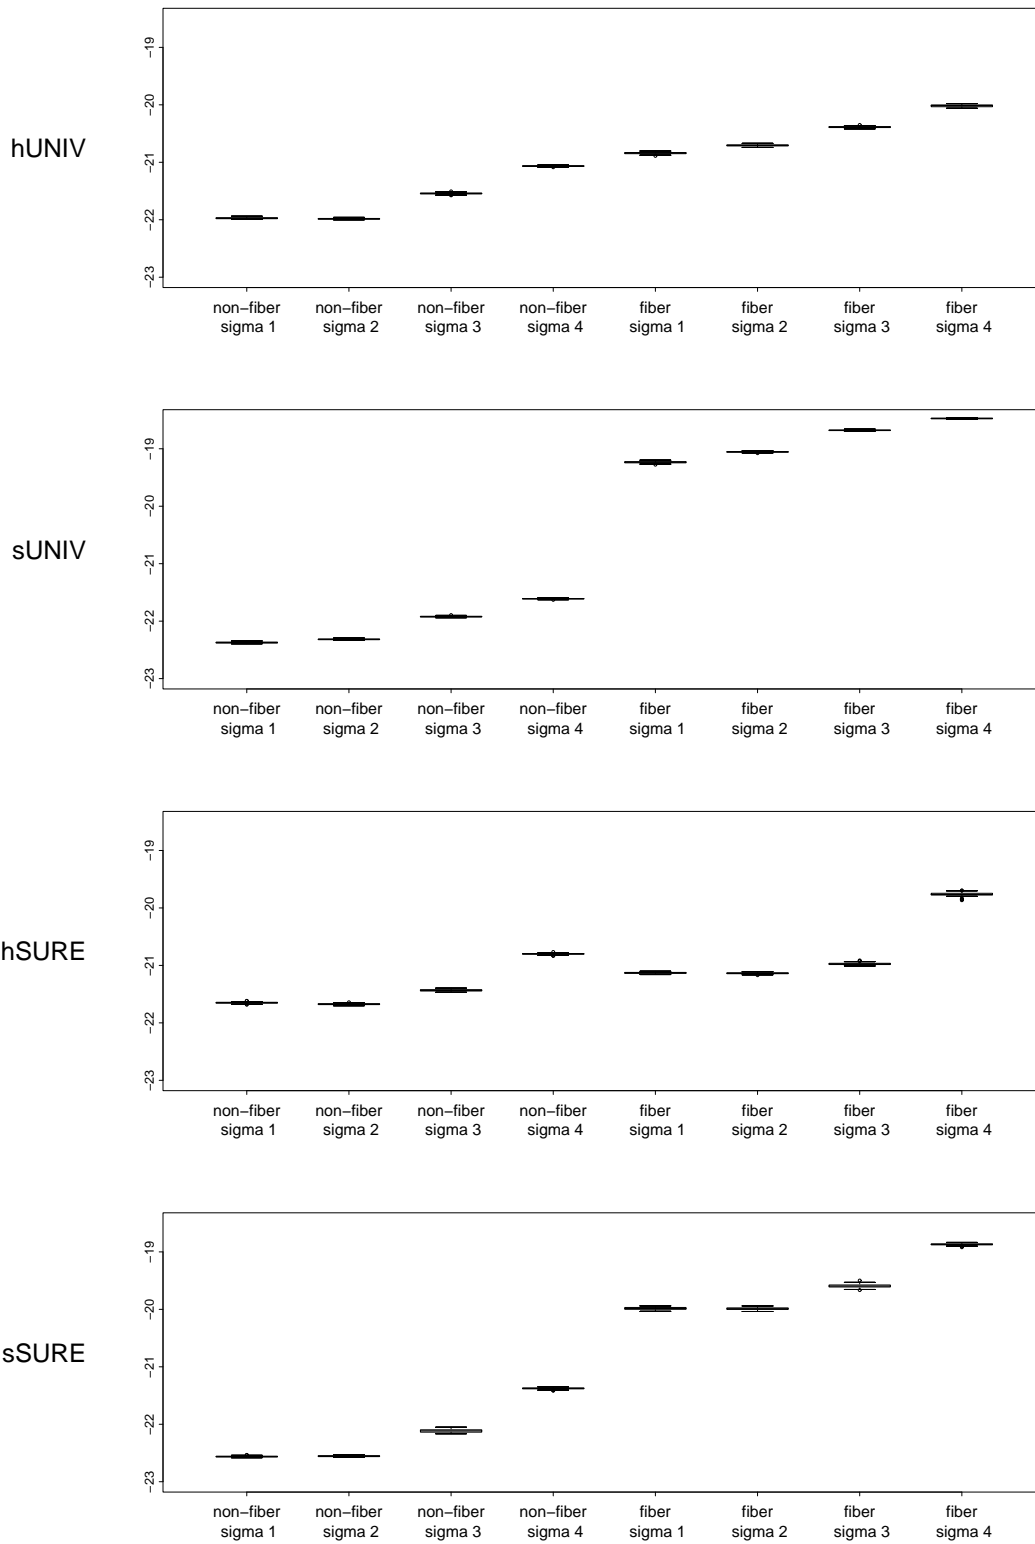 hUNIV
−19
−20
−21
−22
−23
non−fiber non−fiber non−fiber non−fiber fiber fiber fiber fiber
sigma 1 sigma 2 sigma 3 sigma 4 sigma 1 sigma 2 sigma 3 sigma 4
sUNIV
−19
−20
−21
−22
−23
non−fiber non−fiber non−fiber non−fiber fiber fiber fiber fiber
sigma 1 sigma 2 sigma 3 sigma 4 sigma 1 sigma 2 sigma 3 sigma 4
hSURE
−19
−20
−21
−22
−23
non−fiber non−fiber non−fiber non−fiber fiber fiber fiber fiber
sigma 1 sigma 2 sigma 3 sigma 4 sigma 1 sigma 2 sigma 3 sigma 4
sSURE
−19
−20
−21
−22
−23
non−fiber non−fiber non−fiber non−fiber fiber fiber fiber fiber
sigma 1 sigma 2 sigma 3 sigma 4 sigma 1 sigma 2 sigma 3 sigma 4